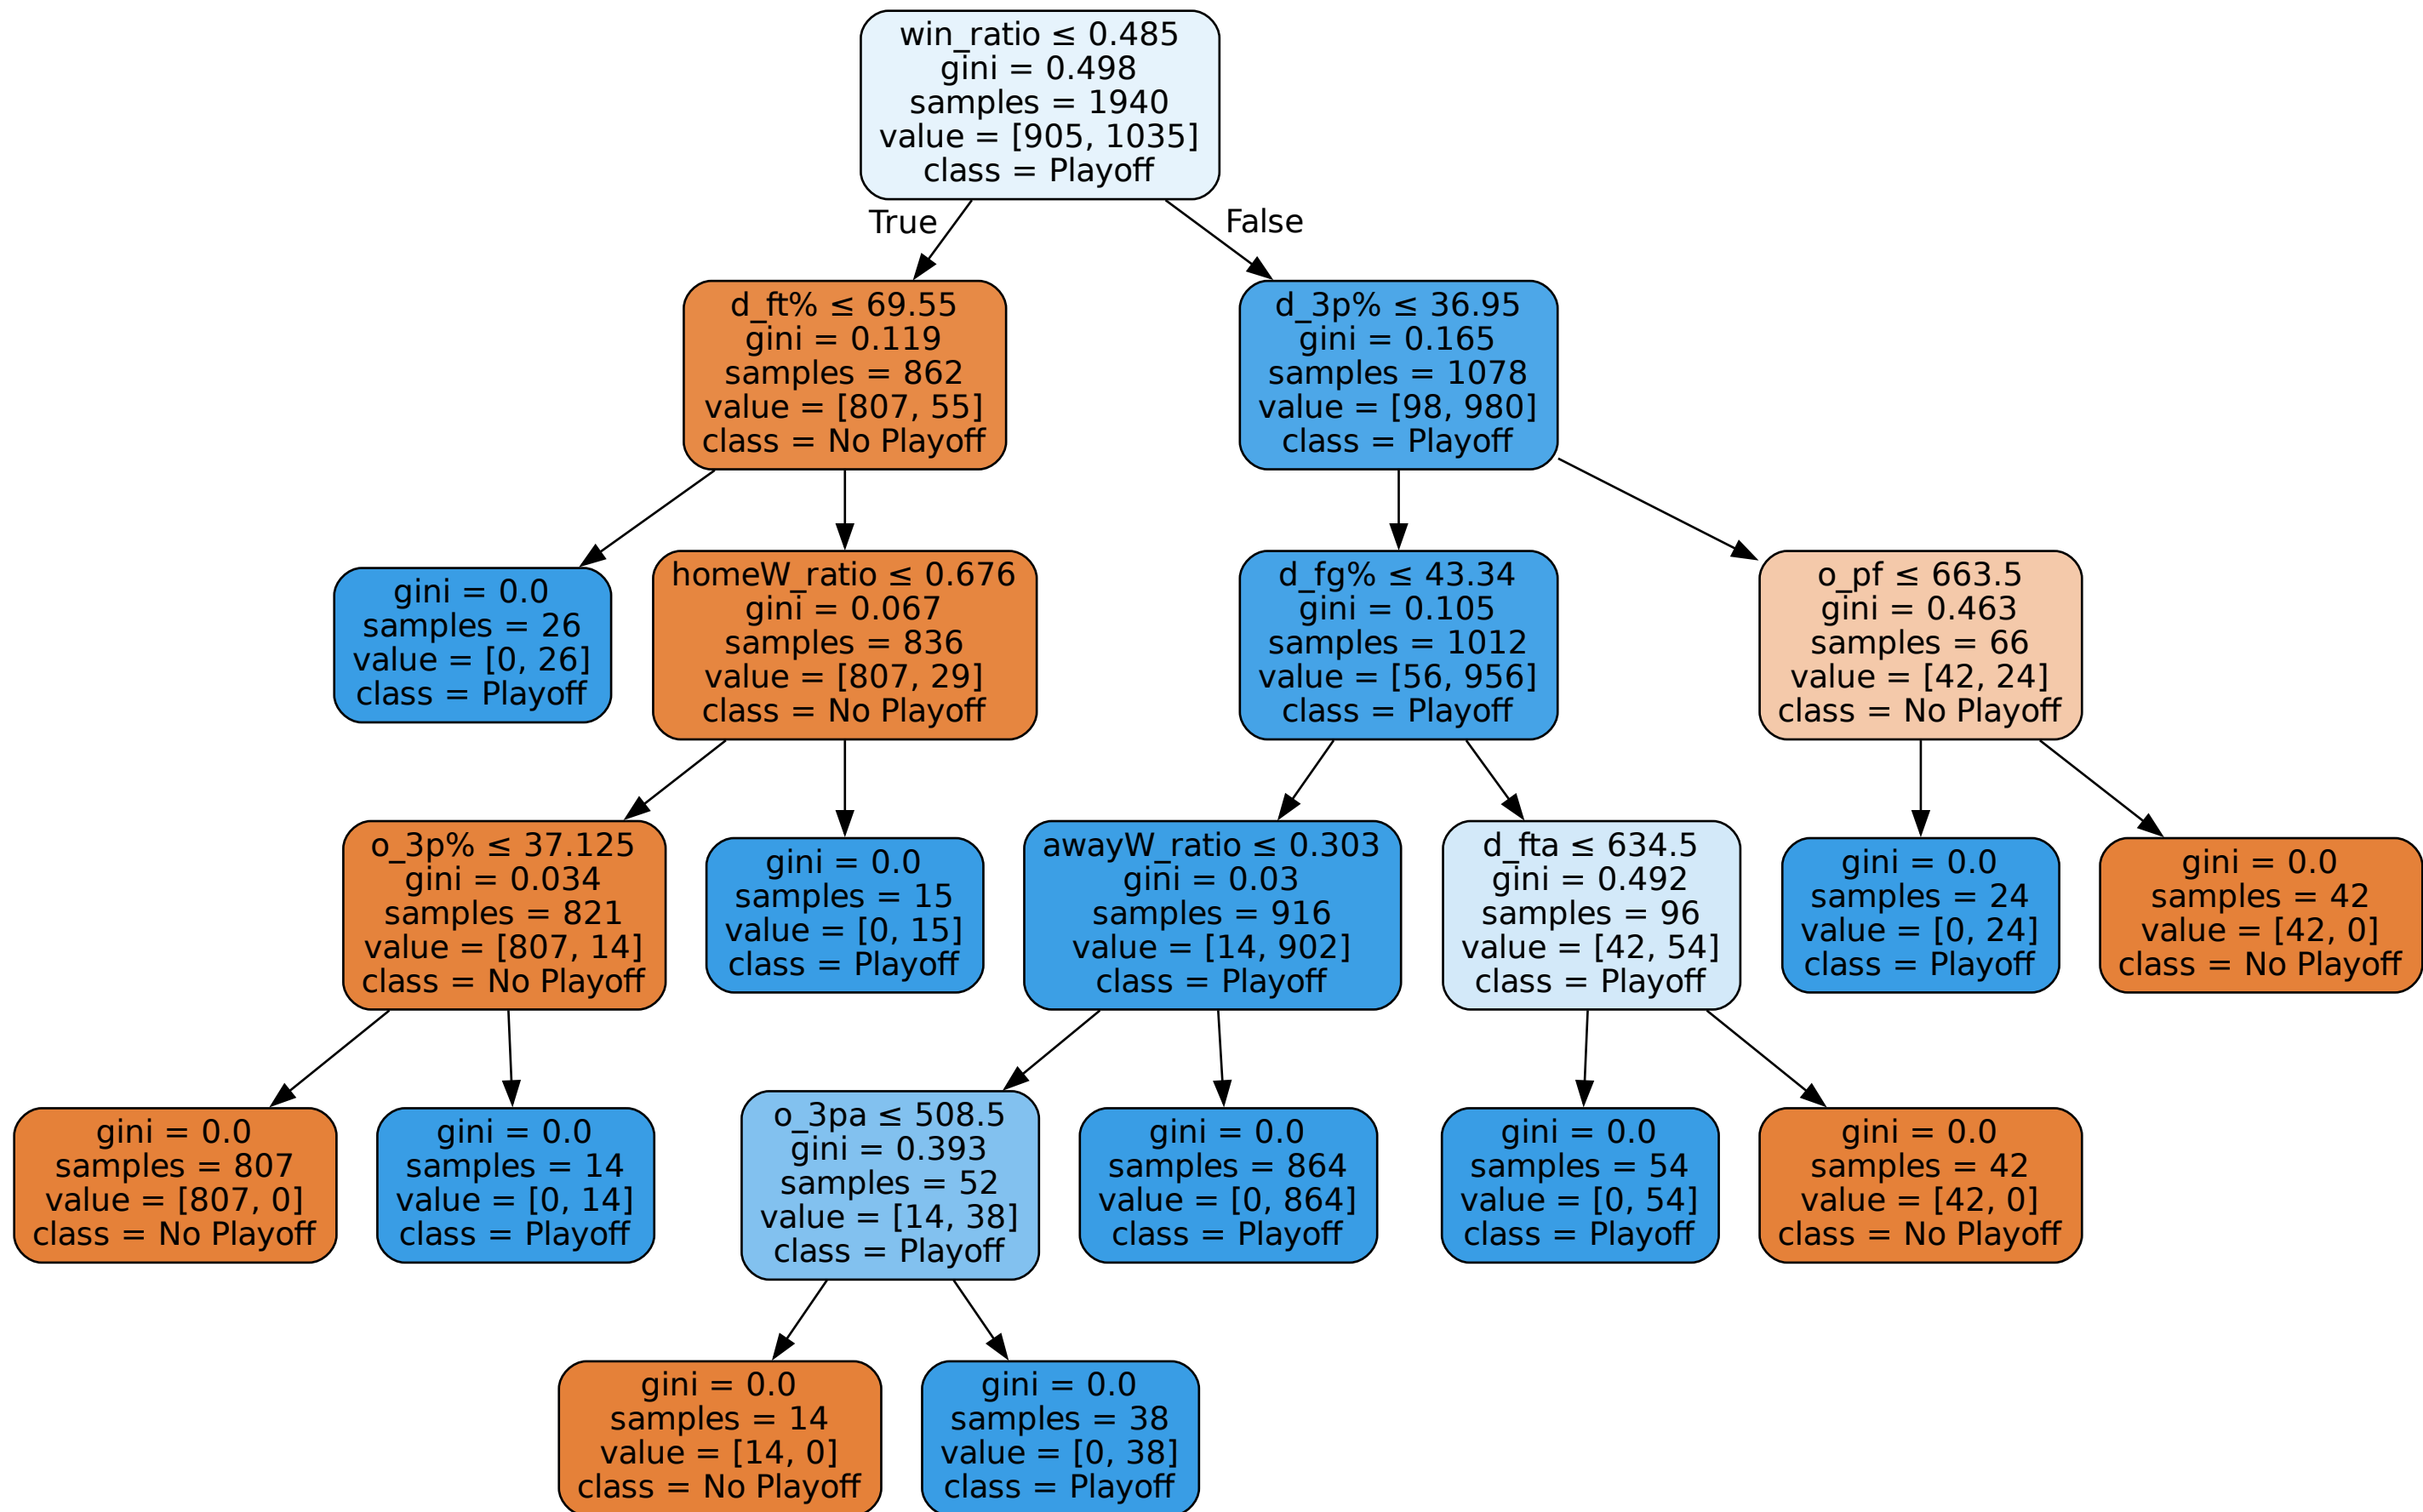 win_ratio ≤ 0.485
gini = 0.498
samples = 1940
value = [905, 1035]
class = Playoff
True
False
d_ft% ≤ 69.55
gini = 0.119
samples = 862
value = [807, 55]
class = No Playoff
d_3p% ≤ 36.95
gini = 0.165
samples = 1078
value = [98, 980]
class = Playoff
gini = 0.0
samples = 26
value = [0, 26]
class = Playoff
homeW_ratio ≤ 0.676
gini = 0.067
samples = 836
value = [807, 29]
class = No Playoff
d_fg% ≤ 43.34
gini = 0.105
samples = 1012
value = [56, 956]
class = Playoff
o_pf ≤ 663.5
gini = 0.463
samples = 66
value = [42, 24]
class = No Playoff
o_3p% ≤ 37.125
gini = 0.034
samples = 821
value = [807, 14]
class = No Playoff
gini = 0.0
samples = 15
value = [0, 15]
class = Playoff
awayW_ratio ≤ 0.303
gini = 0.03
samples = 916
value = [14, 902]
class = Playoff
d_fta ≤ 634.5
gini = 0.492
samples = 96
value = [42, 54]
class = Playoff
gini = 0.0
samples = 24
value = [0, 24]
class = Playoff
gini = 0.0
samples = 42
value = [42, 0]
class = No Playoff
gini = 0.0
samples = 807
value = [807, 0]
class = No Playoff
gini = 0.0
samples = 14
value = [0, 14]
class = Playoff
o_3pa ≤ 508.5
gini = 0.393
samples = 52
value = [14, 38]
class = Playoff
gini = 0.0
samples = 864
value = [0, 864]
class = Playoff
gini = 0.0
samples = 54
value = [0, 54]
class = Playoff
gini = 0.0
samples = 42
value = [42, 0]
class = No Playoff
gini = 0.0
samples = 14
value = [14, 0]
class = No Playoff
gini = 0.0
samples = 38
value = [0, 38]
class = Playoff